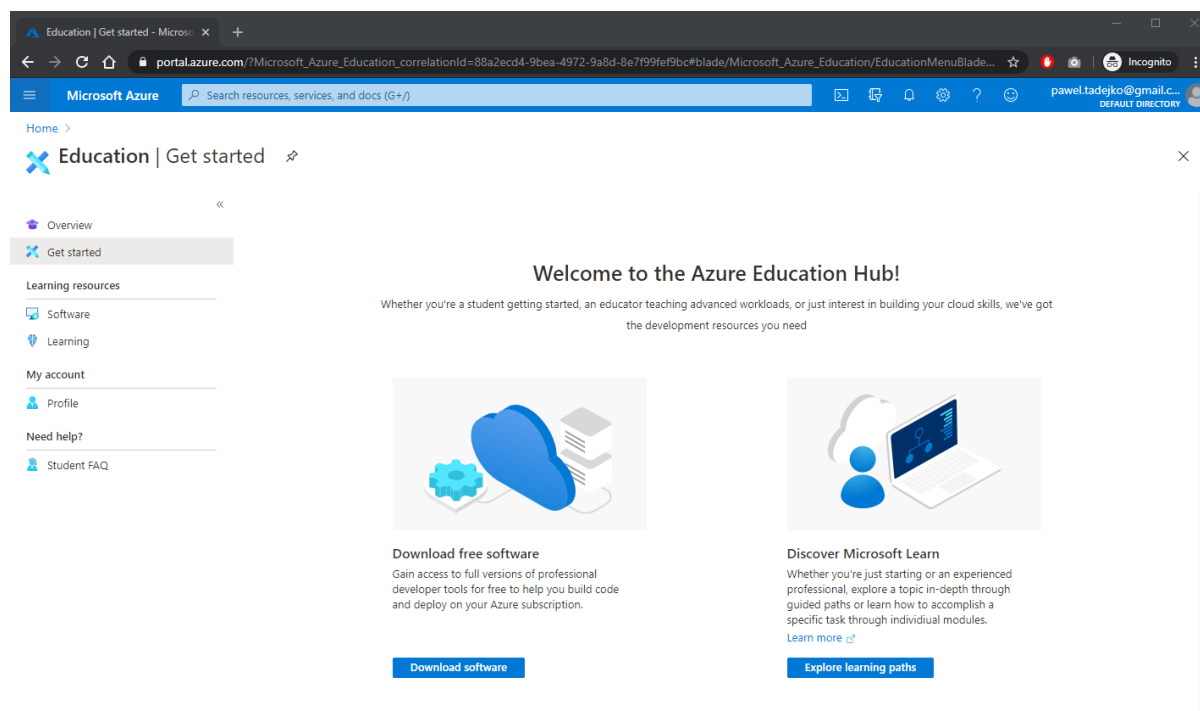 Education | Get started - Microso
portal.azure.com/?Microsoft_Azure_Education_correlationId=88a2ecd4-9bea-4972-9a8d-8e7f99fef9bc#blade/Microsoft_Azure_Education/EducationMenuBlade... Incognito
Microsoft Azure Search resources, services, and docs (G+/) pawel.tadejko@gmail.c...
DEFAULT DIRECTORY
Home >
Education | Get started
«
Overview
Get started
Learning resources
Software
Learning
My account
Profile
Need help?
Student FAQ
Welcome to the Azure Education Hub!
Whether you're a student getting started, an educator teaching advanced workloads, or just interest in building your cloud skills, we've got
the development resources you need
Download free software
Gain access to full versions of professional
developer tools for free to help you build code
and deploy on your Azure subscription.
Download software
Discover Microsoft Learn
Whether you're just starting or an experienced
professional, explore a topic in-depth through
guided paths or learn how to accomplish a
specific task through individiual modules.
Learn more
Explore learning paths